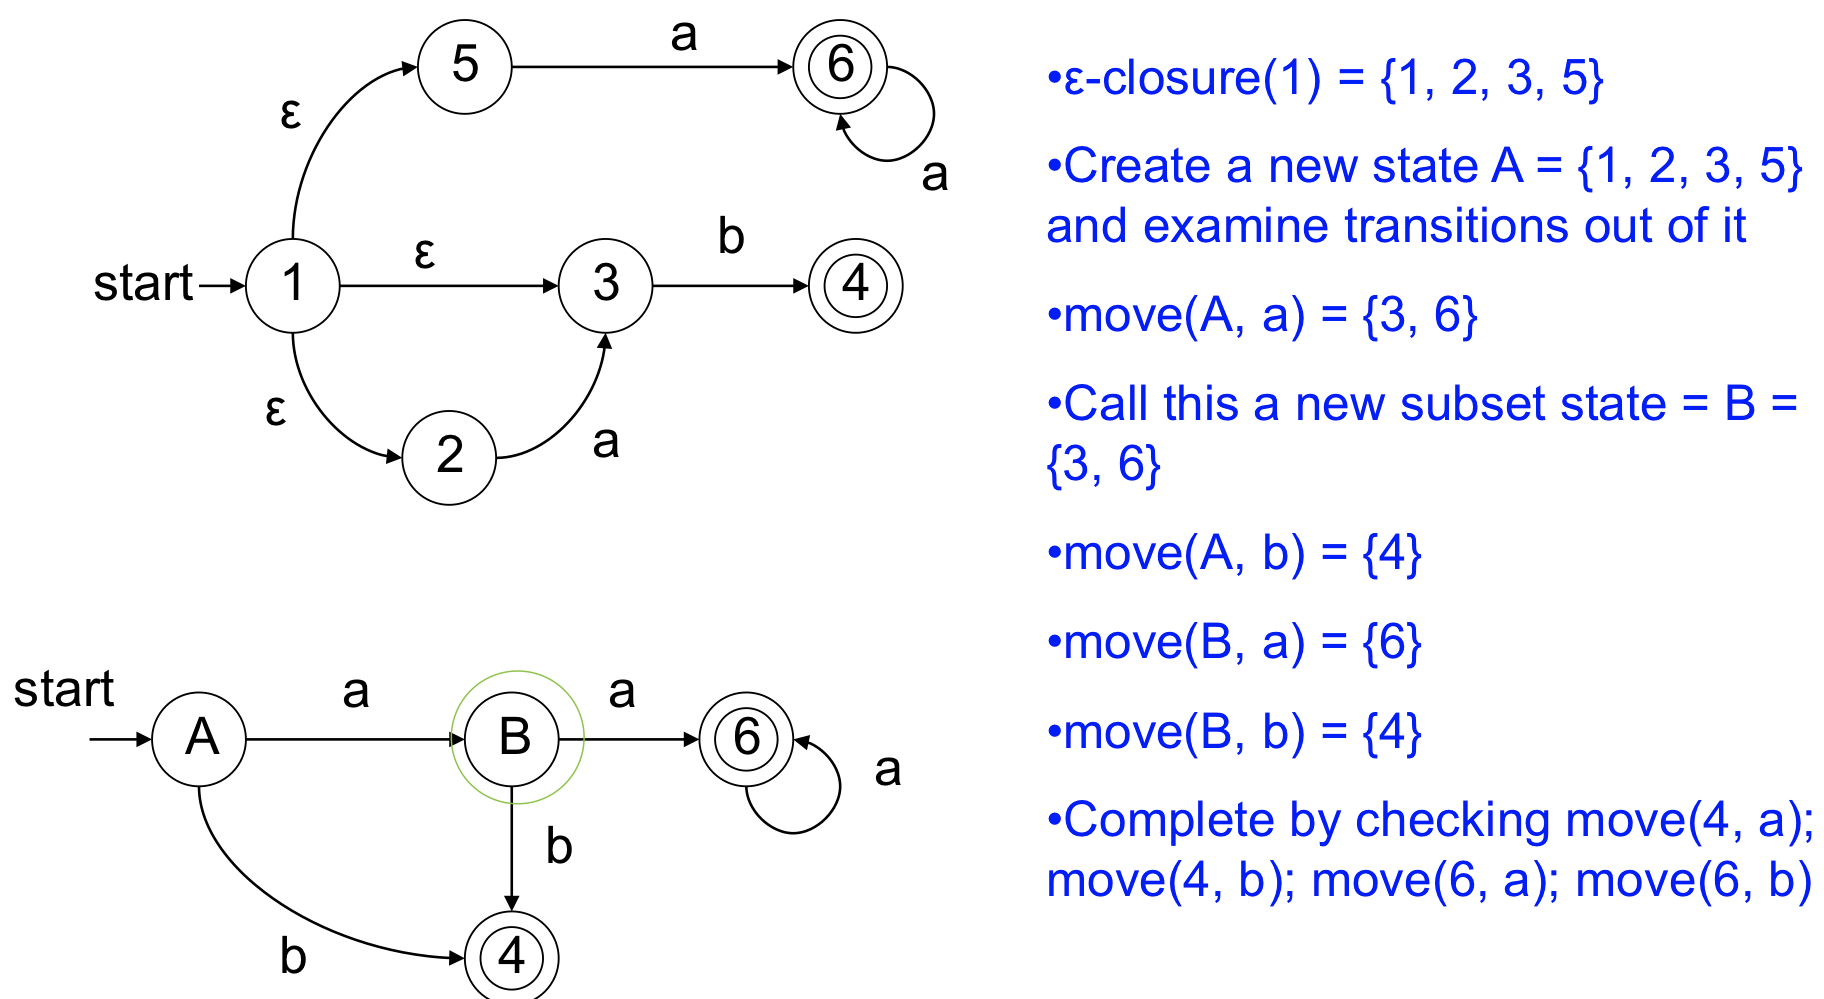 5
a
6
ε
a
start
1
ε
3
b
4
ε
2
a
start
A
a
B
a
6
a
b
b
4
•ε-closure(1) = {1, 2, 3, 5}
•Create a new state A = {1, 2, 3, 5}
and examine transitions out of it
•move(A, a) = {3, 6}
•Call this a new subset state = B =
{3, 6}
•move(A, b) = {4}
•move(B, a) = {6}
•move(B, b) = {4}
•Complete by checking move(4, a);
move(4, b); move(6, a); move(6, b)